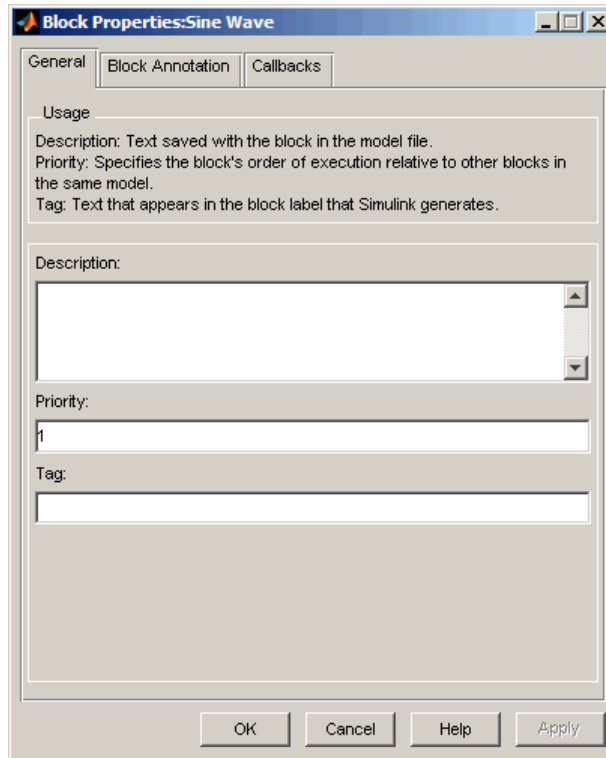 Block Properties:Sine Wave
General Block Annotation Callbacks
Usage
Description: Text saved with the block in the model file.
Priority: Specifies the block's order of execution relative to other blocks in
the same model.
Tag: Text that appears in the block label that Simulink generates.
Description:
Priority:
1
Tag:
OK Cancel Help Apply